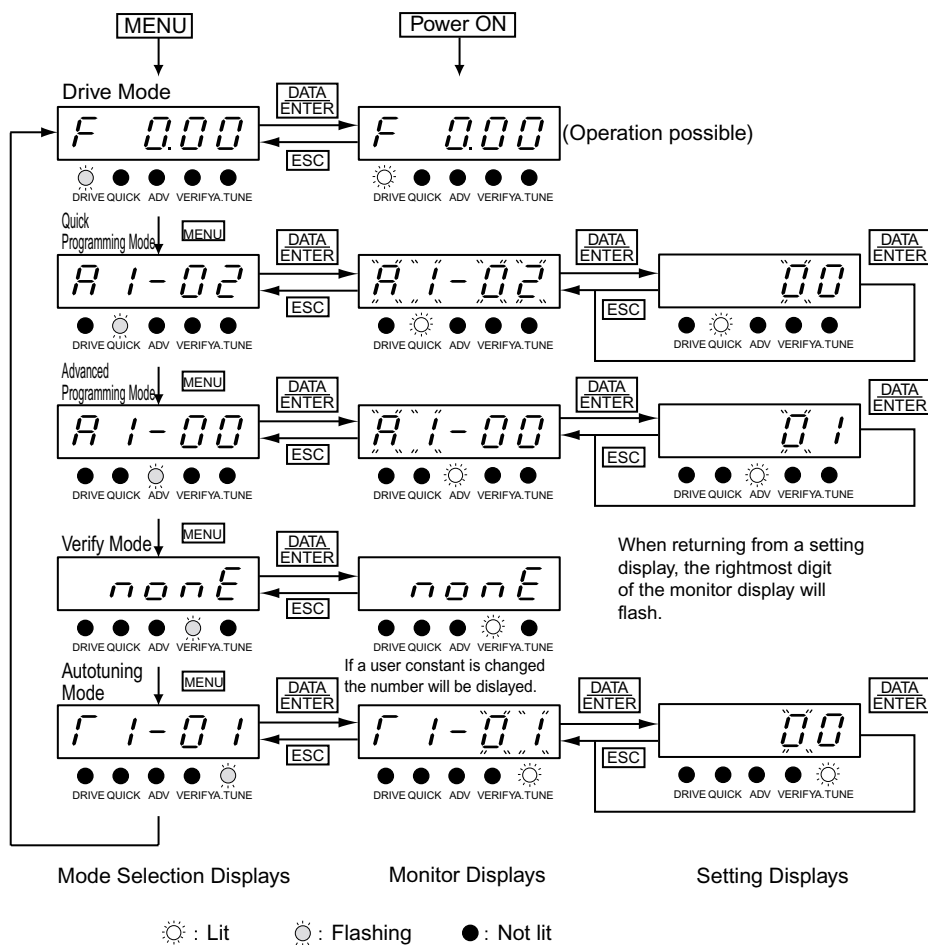 MENU Power ON
Drive Mode
DATA
ENTER
F 0.00 F 0.00 (Operation possible)
ESC
DRIVE QUICK ADV VERIFY A.TUNE DRIVE QUICK ADV VERIFY A.TUNE
Quick
Programming Mode MENU
DATA
ENTER
DATA
ENTER
DATA
ENTER
A1-02 A1-02 00
ESC ESC
DRIVE QUICK ADV VERIFY A.TUNE DRIVE QUICK ADV VERIFY A.TUNE DRIVE QUICK ADV VERIFY A.TUNE
Advanced
Programming Mode MENU
DATA
ENTER
DATA
ENTER
DATA
ENTER
A1-00 A1-00 01
ESC ESC
DRIVE QUICK ADV VERIFY A.TUNE DRIVE QUICK ADV VERIFY A.TUNE DRIVE QUICK ADV VERIFY A.TUNE
Verify Mode MENU
DATA
ENTER
nonE nonE
ESC
When returning from a setting
display, the rightmost digit
of the monitor display will
flash.
DRIVE QUICK ADV VERIFY A.TUNE DRIVE QUICK ADV VERIFY A.TUNE
If a user constant is changed
the number will be dislayed.
Autotuning
Mode MENU
DATA
ENTER
DATA
ENTER
DATA
ENTER
T1-01 T1-01 00
ESC ESC
DRIVE QUICK ADV VERIFY A.TUNE DRIVE QUICK ADV VERIFY A.TUNE DRIVE QUICK ADV VERIFY A.TUNE
Mode Selection Displays Monitor Displays Setting Displays
: Lit : Flashing : Not lit